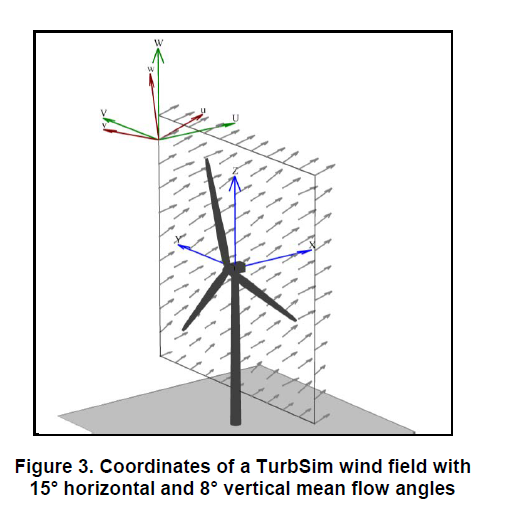 W
w
V
v
u
U
Z
Y
X
Figure 3. Coordinates of a TurbSim wind field with
15° horizontal and 8° vertical mean flow angles